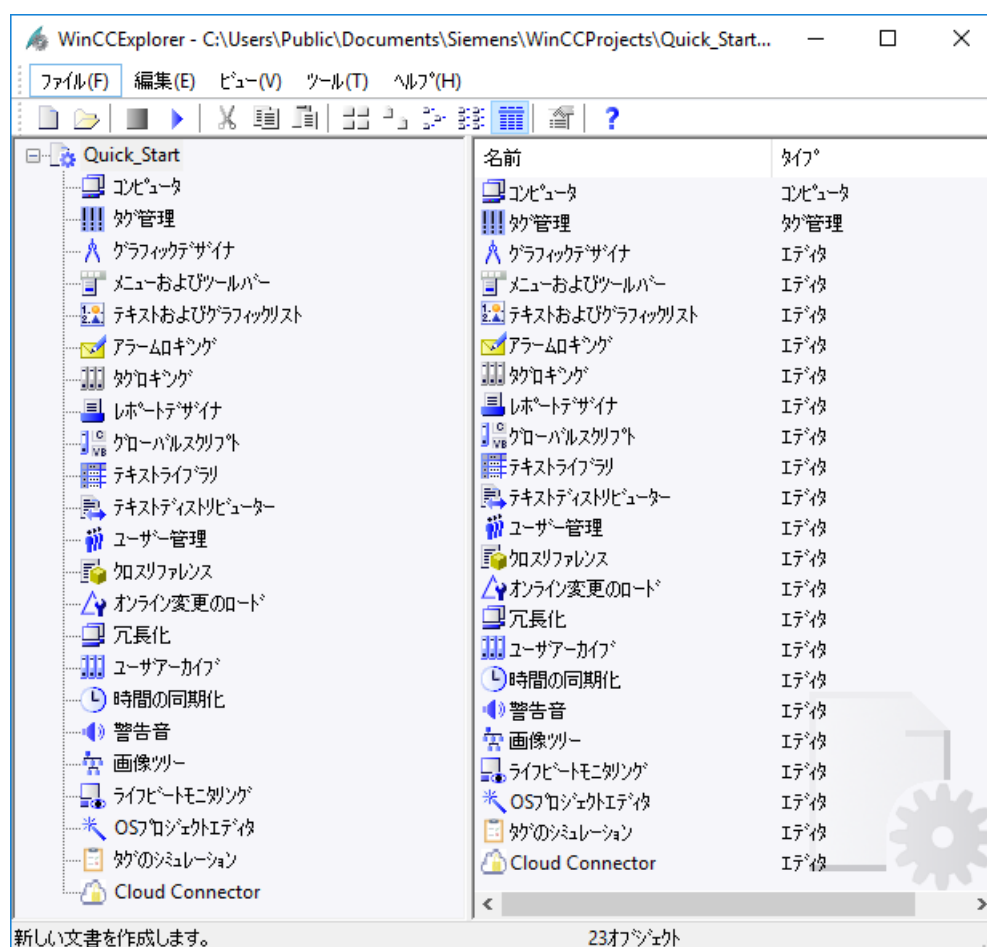 WinCCExplorer - C:\Users\Public\Documents\Siemens\WinCCProjects\Quick_Start...
ファイル(F) 編集(E) ビュー(V) ツール(T) ヘルプ(H)
Quick_Start
コンピュータ
タグ管理
グラフィックデザイナ
メニューおよびツールバー
テキストおよびグラフィックリスト
アラームロギング
タグロギング
レポートデザイナ
グローバルスクリプト
テキストライブラリ
テキストディストリビューター
ユーザー管理
クロスリファレンス
オンライン変更のロード
冗長化
ユーザアーカイブ
時間の同期化
警告音
画像ツリー
ライフビートモニタリング
OSプロジェクトエディタ
タグのシミュレーション
Cloud Connector
名前 タイプ
コンピュータ コンピュータ
タグ管理 タグ管理
グラフィックデザイナ エディタ
メニューおよびツールバー エディタ
テキストおよびグラフィックリスト エディタ
アラームロギング エディタ
タグロギング エディタ
レポートデザイナ エディタ
グローバルスクリプト エディタ
テキストライブラリ エディタ
テキストディストリビューター エディタ
ユーザー管理 エディタ
クロスリファレンス エディタ
オンライン変更のロード エディタ
冗長化 エディタ
ユーザアーカイブ エディタ
時間の同期化 エディタ
警告音 エディタ
画像ツリー エディタ
ライフビートモニタリング エディタ
OSプロジェクトエディタ エディタ
タグのシミュレーション エディタ
Cloud Connector エディタ
新しい文書を作成します。 23オブジェクト